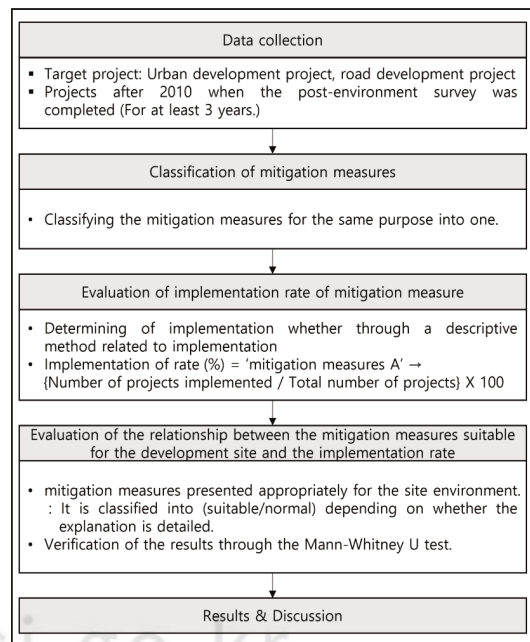 Data collection
▪ Target project: Urban development project, road development project
▪ Projects after 2010 when the post-environment survey was
completed (For at least 3 years.)
Classification of mitigation measures
• Classifying the mitigation measures for the same purpose into one.
Evaluation of implementation rate of mitigation measure
• Determining of implementation whether through a descriptive
method related to implementation
• Implementation of rate (%) = 'mitigation measures A' →
{Number of projects implemented / Total number of projects} X 100
Evaluation of the relationship between the mitigation measures suitable
for the development site and the implementation rate
• mitigation measures presented appropriately for the site environment.
: It is classified into (suitable/normal) depending on whether the
explanation is detailed.
• Verification of the results through the Mann-Whitney U test.
Results & Discussion